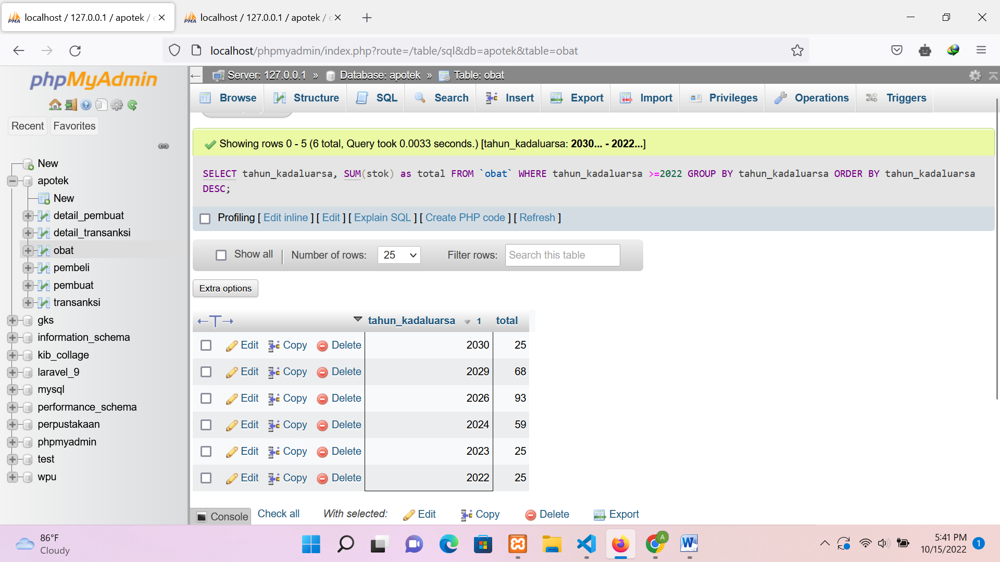 localhost / 127.0.0.1 / apotek /
localhost / 127.0.0.1 / apotek /
localhost/phpmyadmin/index.php?route=/table/sql&db=apotek&table=obat
phpMyAdmin
Recent Favorites
New
apotek
New
detail_pembuat
detail_transanksi
obat
pembeli
pembuat
transanksi
gks
information_schema
kib_collage
laravel_9
mysql
performance_schema
perpustakaan
phpmyadmin
test
wpu
Server: 127.0.0.1 » Database: apotek » Table: obat
Browse Structure SQL Search Insert Export Import Privileges Operations Triggers
Showing rows 0 - 5 (6 total, Query took 0.0033 seconds.) [tahun_kadaluarsa: 2030... - 2022...]
SELECT tahun_kadaluarsa, SUM(stok) as total FROM `obat` WHERE tahun_kadaluarsa >=2022 GROUP BY tahun_kadaluarsa ORDER BY tahun_kadaluarsa
DESC;
Profiling [ Edit inline ] [ Edit ] [ Explain SQL ] [ Create PHP code ] [ Refresh ]
Show all | Number of rows: 25 Filter rows: Search this table
Extra options
←T→ tahun_kadaluarsa 1 total
Edit Copy Delete 2030 25
Edit Copy Delete 2029 68
Edit Copy Delete 2026 93
Edit Copy Delete 2024 59
Edit Copy Delete 2023 25
Edit Copy Delete 2022 25
Console Check all With selected: Edit Copy Delete Export
86°F
Cloudy
A
5:41 PM
10/15/2022
1